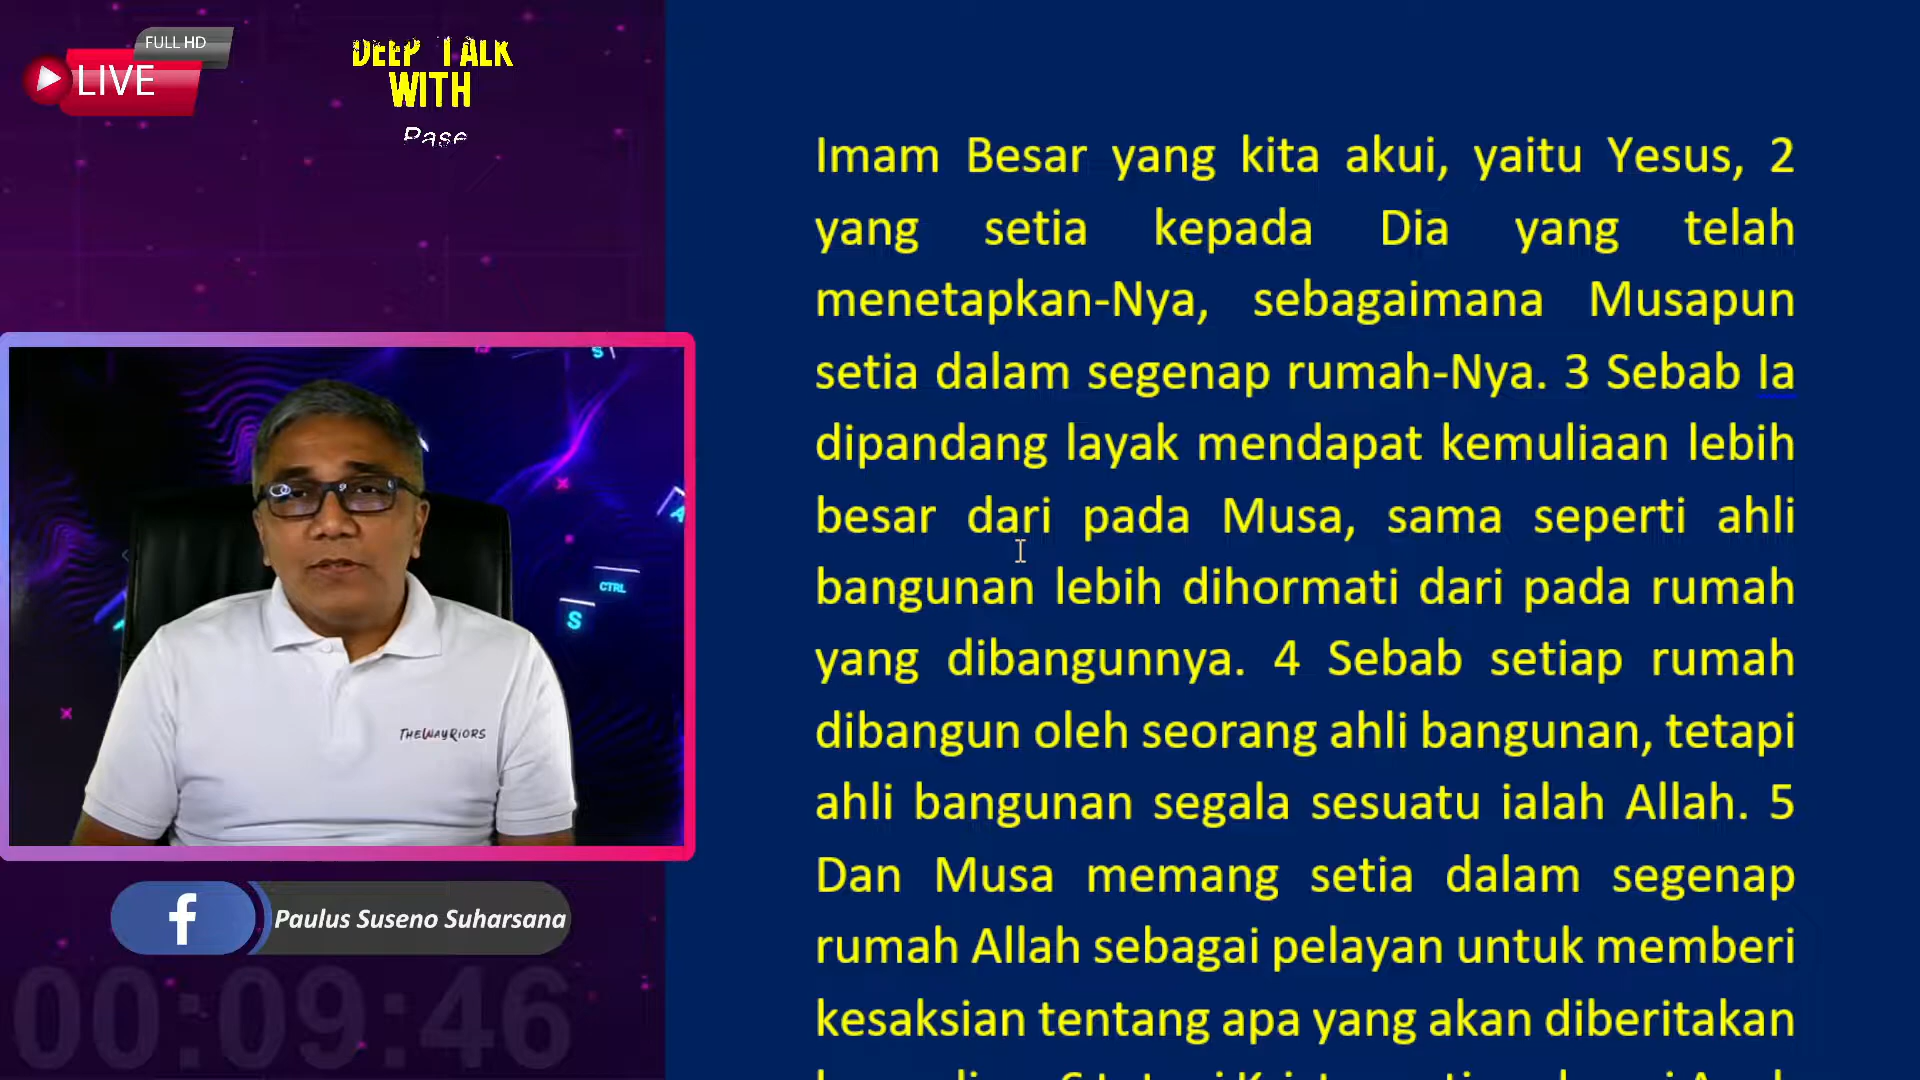 FULL HD
LIVE
DEEP TALK
WITH
Imam Besar yang kita akui, yaitu Yesus, 2
yang setia kepada Dia yang telah
menetapkan-Nya, sebagaimana Musapun
setia dalam segenap rumah-Nya. 3 Sebab Ia
dipandang layak mendapat kemuliaan lebih
besar dari pada Musa, sama seperti ahli
bangunan lebih dihormati dari pada rumah
yang dibangunnya. 4 Sebab setiap rumah
dibangun oleh seorang ahli bangunan, tetapi
ahli bangunan segala sesuatu ialah Allah. 5
Dan Musa memang setia dalam segenap
rumah Allah sebagai pelayan untuk memberi
kesaksian tentang apa yang akan diberitakan
S
A
CTRL
S
THEWAYRIORS
f
Paulus Suseno Suharsana
00:09:46